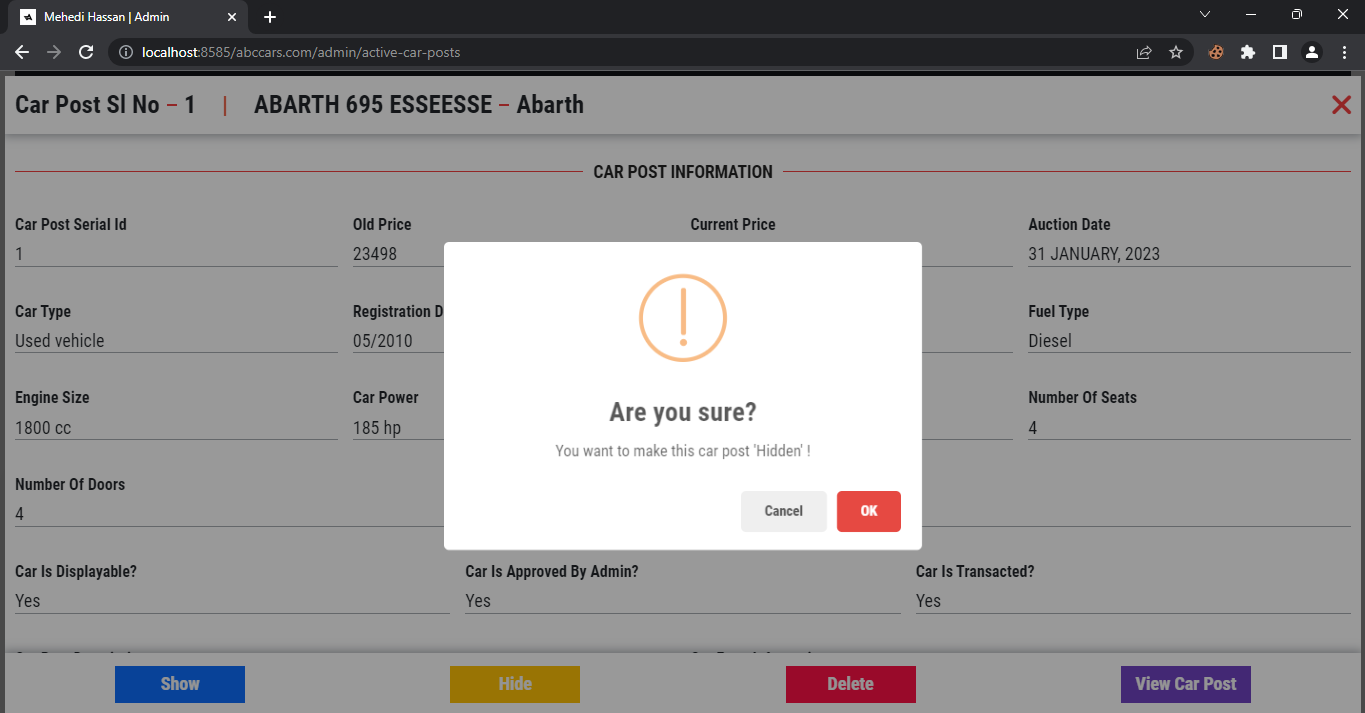 Mehedi Hassan | Admin
localhost:8585/abccars.com/admin/active-car-posts
Car Post Sl No – 1 | ABARTH 695 ESSEESSE – Abarth
CAR POST INFORMATION
Car Post Serial Id Old Price Current Price Auction Date
1 23498 31 JANUARY, 2023
Car Type Registration D Fuel Type
Used vehicle 05/2010 Diesel
Engine Size Car Power Number Of Seats
1800 cc 185 hp 4
Are you sure?
You want to make this car post 'Hidden' !
Cancel OK
Number Of Doors
4
Car Is Displayable? Car Is Approved By Admin? Car Is Transacted?
Yes Yes Yes
Show Hide Delete View Car Post